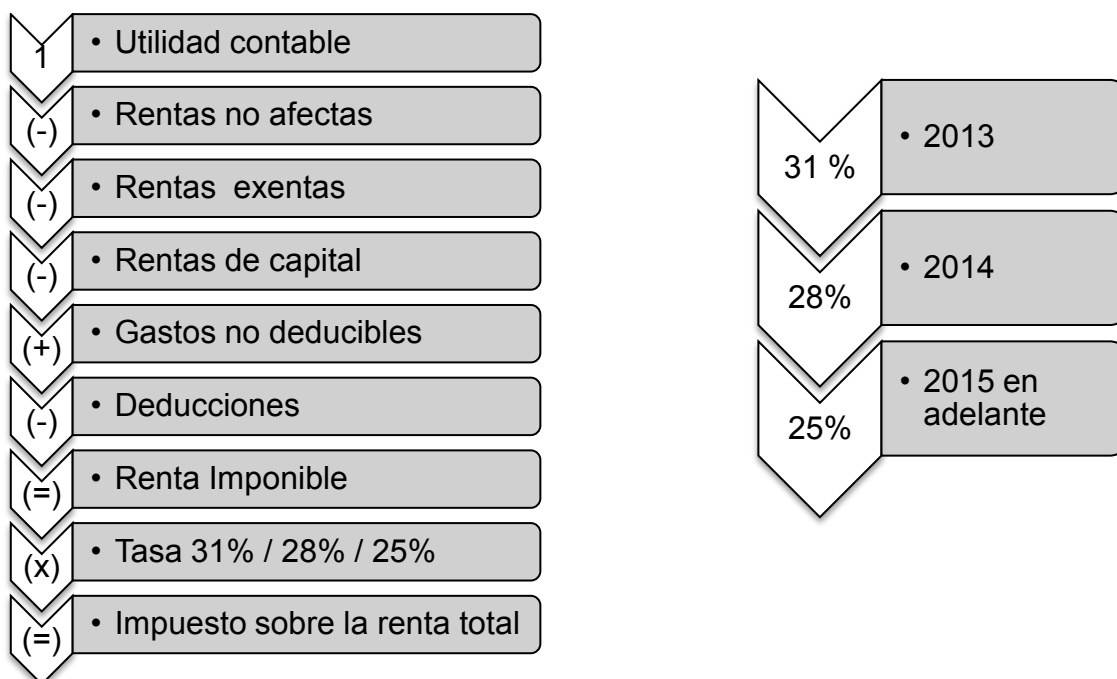 1
• Utilidad contable
(-)
• Rentas no afectas
(-)
• Rentas exentas
(-)
• Rentas de capital
(+)
• Gastos no deducibles
(-)
• Deducciones
(=)
• Renta Imponible
(x)
• Tasa 31% / 28% / 25%
(=)
• Impuesto sobre la renta total
31 %
• 2013
28%
• 2014
25%
• 2015 en
adelante